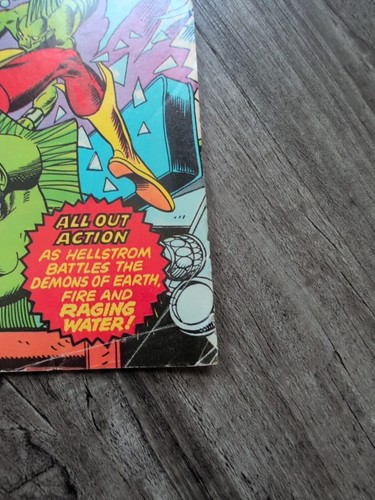 ALL OUT
ACTION
AS HELLSTROM
BATTLES THE
DEMONS OF EARTH,
FIRE AND
RAGING
WATER!